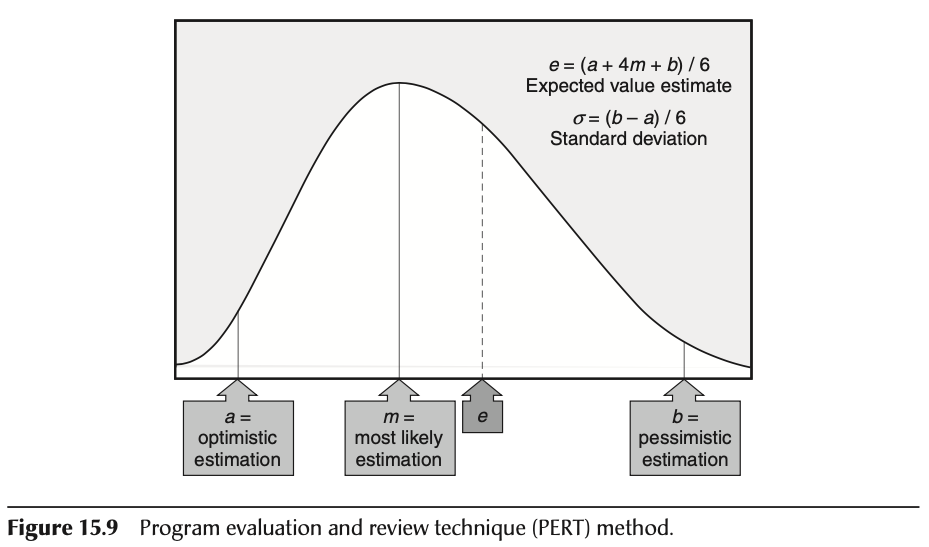 e = (a + 4m + b) / 6
Expected value estimate
σ = (b – a) / 6
Standard deviation
a =
optimistic
estimation
m =
most likely
estimation
e
b =
pessimistic
estimation
Figure 15.9 Program evaluation and review technique (PERT) method.